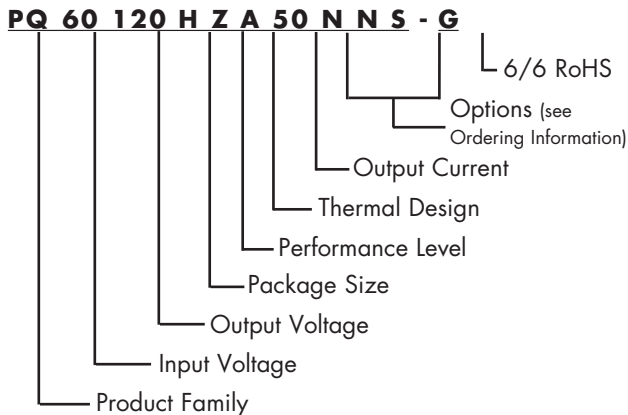 PQ 60 120 H Z A 50 N N S - G
6/6 RoHS
Options (see
Ordering Information)
Output Current
Thermal Design
Performance Level
Package Size
Output Voltage
Input Voltage
Product Family